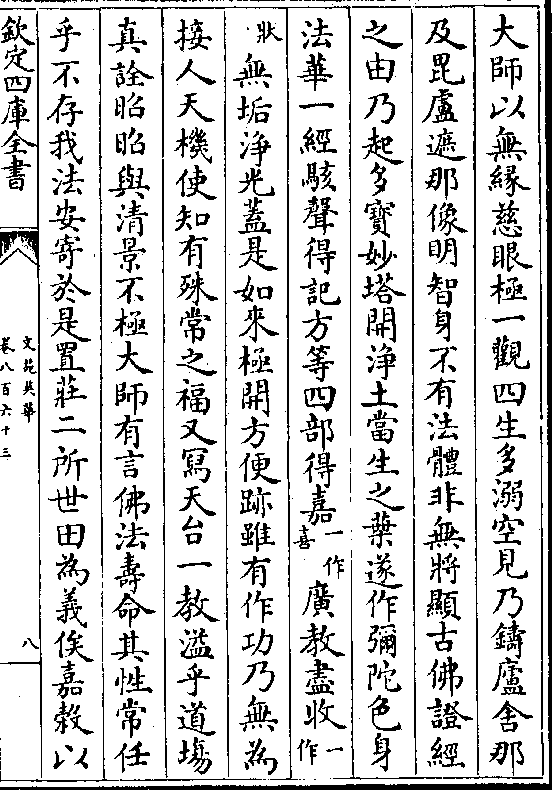 大師以無緣慈眼極一觀四生多溺空見乃鑄盧舍那
及毘盧遮那像明智身不有法體非無將顯古佛證經
之由乃起多寶妙塔開淨土當生之藥遂作彌陀色身
法華一經駭聲得記方等四部得嘉一作喜廣教盡收一作
狀無垢淨光蓋是如來極開方便跡雖有作功乃無為
接人天機使知有殊常之福又寫天台一教溢乎道場
真詮昭昭與清景不極大師有言佛法壽命其性常任
乎不存我法安寄於是置莊二所世田為義俟嘉穀以
欽定四庫全書
文苑英華
卷八百六十三
八